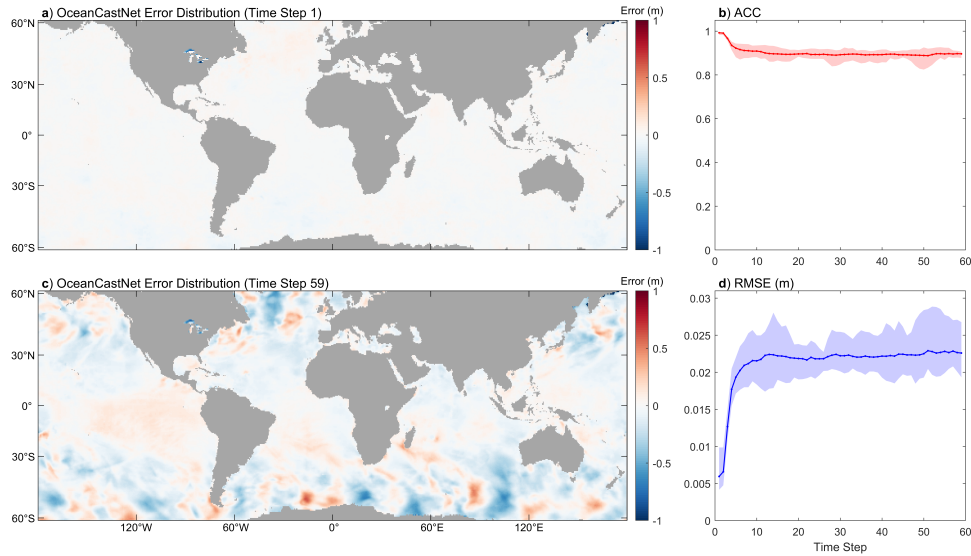 a) OceanCastNet Error Distribution (Time Step 1)
Error (m)
60°N
30°N
0°
30°S
60°S
1
0.5
0
-0.5
-1
b) ACC
1
0.8
0.6
0.4
0.2
0
0 10 20 30 40 50 60
c) OceanCastNet Error Distribution (Time Step 59)
Error (m)
60°N
30°N
0°
30°S
60°S
120°W 60°W 0° 60°E 120°E
1
0.5
0
-0.5
-1
d) RMSE (m)
0.03
0.025
0.02
0.015
0.01
0.005
0
0 10 20 30 40 50 60
Time Step